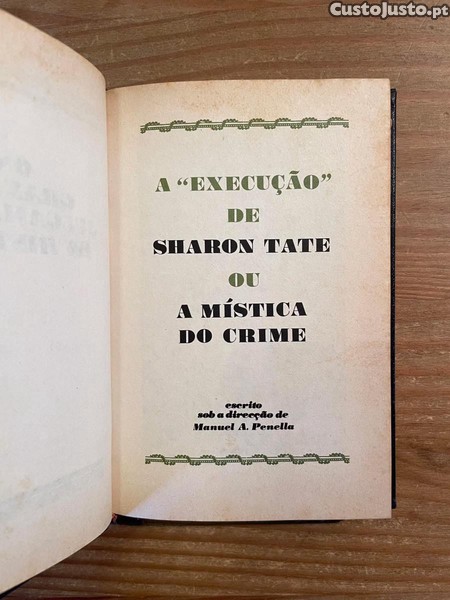 CustoJusto.pt
A “EXECUÇÃO”
DE
SHARON TATE
OU
A MÍSTICA
DO CRIME
escrito
sob a direcção de
Manuel A. Penella